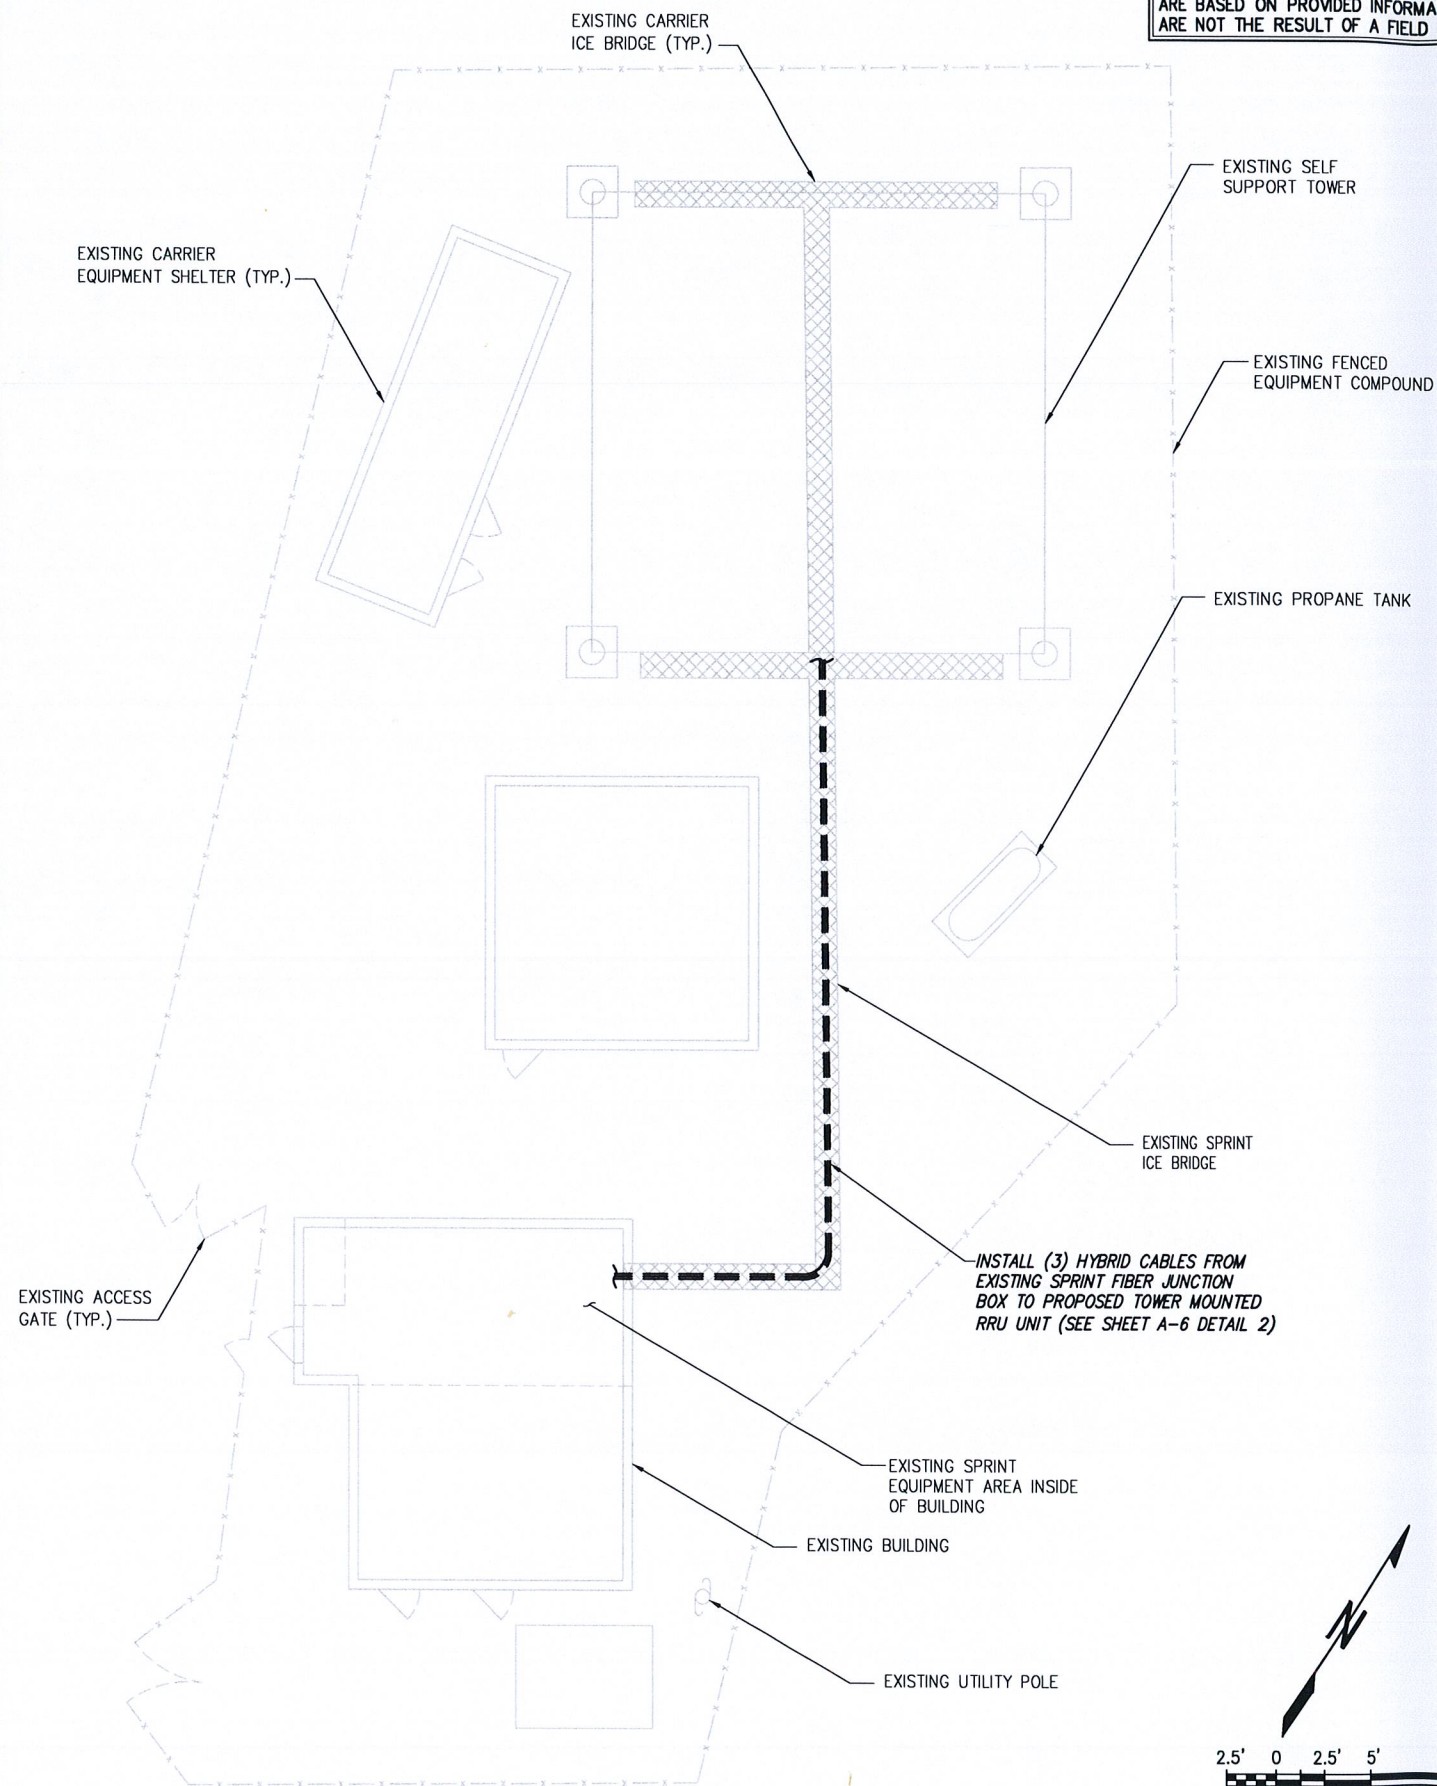 ARE BASED ON PROVIDED
ARE NOT THE RESULT OF A FIELD
EXISTING CARRIER
ICE BRIDGE (TYP.)
EXISTING SELF
SUPPORT TOWER
EXISTING CARRIER
EQUIPMENT SHELTER (TYP.)
EXISTING FENCED
EQUIPMENT COMPOUND
EXISTING PROPANE TANK
EXISTING SPRINT
ICE BRIDGE
INSTALL (3) HYBRID CABLES FROM
EXISTING SPRINT FIBER JUNCTION
BOX TO PROPOSED TOWER MOUNTED
RRU UNIT (SEE SHEET A-6 DETAIL 2)
EXISTING ACCESS
GATE (TYP.)
EXISTING SPRINT
EQUIPMENT AREA INSIDE
OF BUILDING
EXISTING BUILDING
EXISTING UTILITY POLE
N
2.5' 0 2.5' 5'